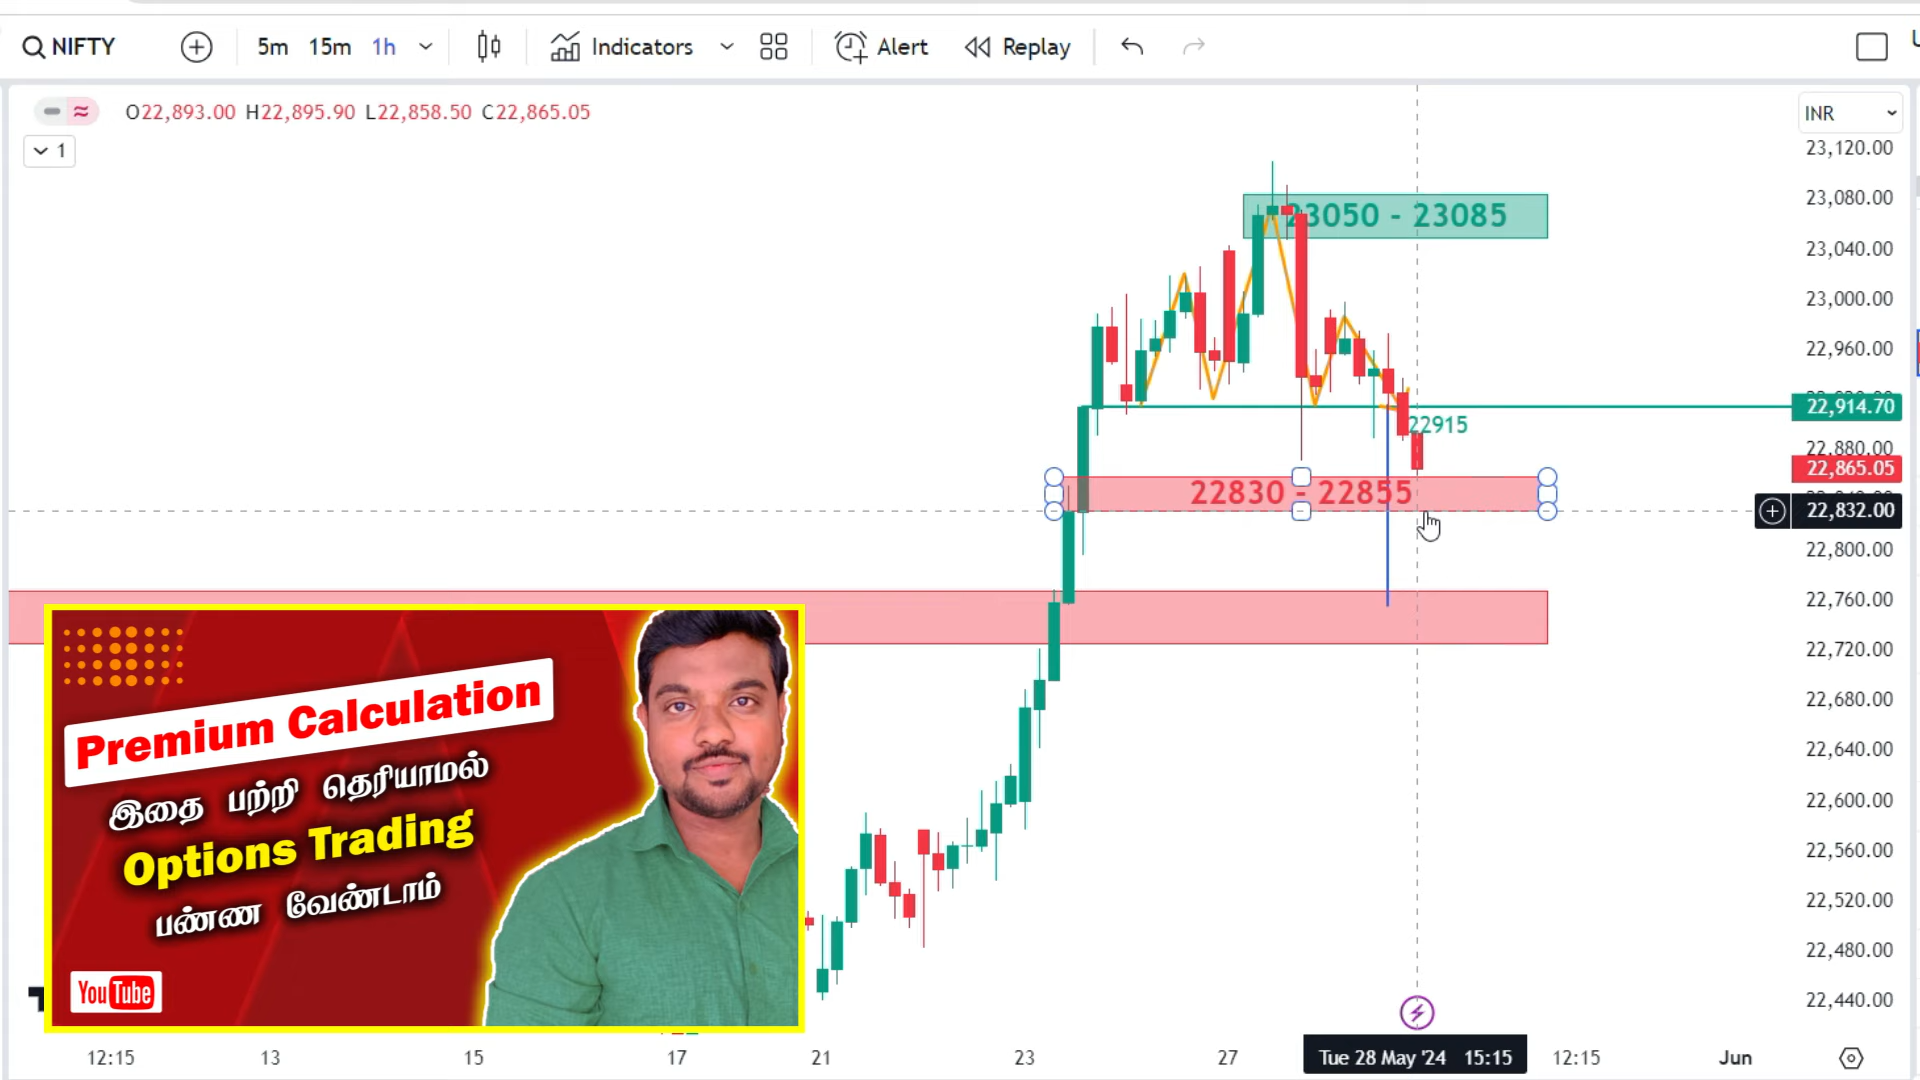 NIFTY 5m 15m 1h Indicators Alert Replay
O22,893.00 H22,895.90 L22,858.50 C22,865.05
1
INR
23,120.00
23,080.00
23050 - 23085
23,040.00
23,000.00
22,960.00
22,914.70
22915
22,880.00
22,865.05
22830 - 22855
22,832.00
22,800.00
22,760.00
22,720.00
22,680.00
22,640.00
22,600.00
22,560.00
22,520.00
22,480.00
22,440.00
Premium Calculation
இதை பற்றி தெரியாமல்
Options Trading
பண்ண வேண்டாம்
YouTube
12:15 13 15 17 21 23 27 Tue 28 May '24 15:15 12:15 Jun